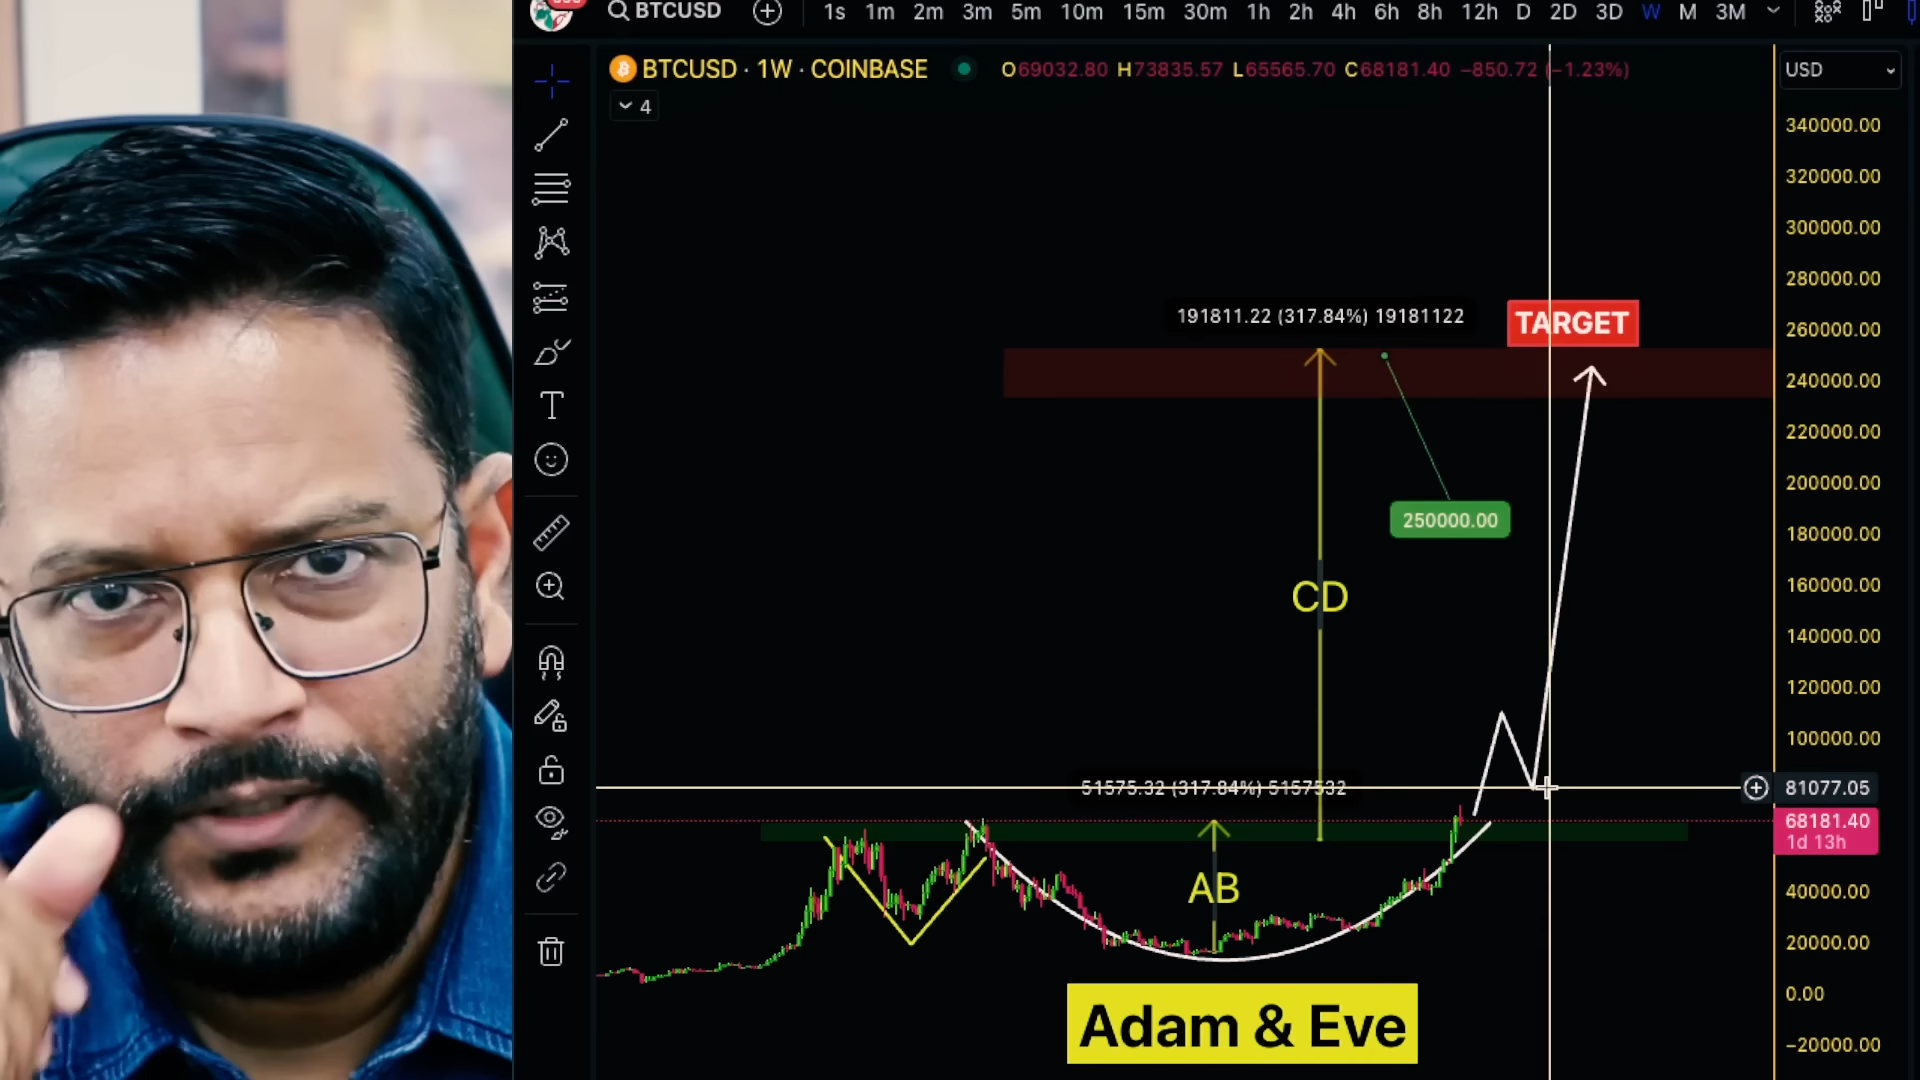 BTCUSD
1s 1m 2m 3m 5m 10m 15m 30m 1h 2h 4h 6h 8h 12h D 2D 3D W M 3M
BTCUSD · 1W · COINBASE
O69032.80 H73835.57 L65565.70 C68181.40 −850.72 (−1.23%)
USD
4
340000.00
320000.00
300000.00
280000.00
260000.00
240000.00
220000.00
200000.00
180000.00
160000.00
140000.00
120000.00
100000.00
81077.05
68181.40
1d 13h
40000.00
20000.00
0.00
−20000.00
191811.22 (317.84%) 19181122
TARGET
250000.00
CD
51575.32 (317.84%) 5157532
AB
Adam & Eve